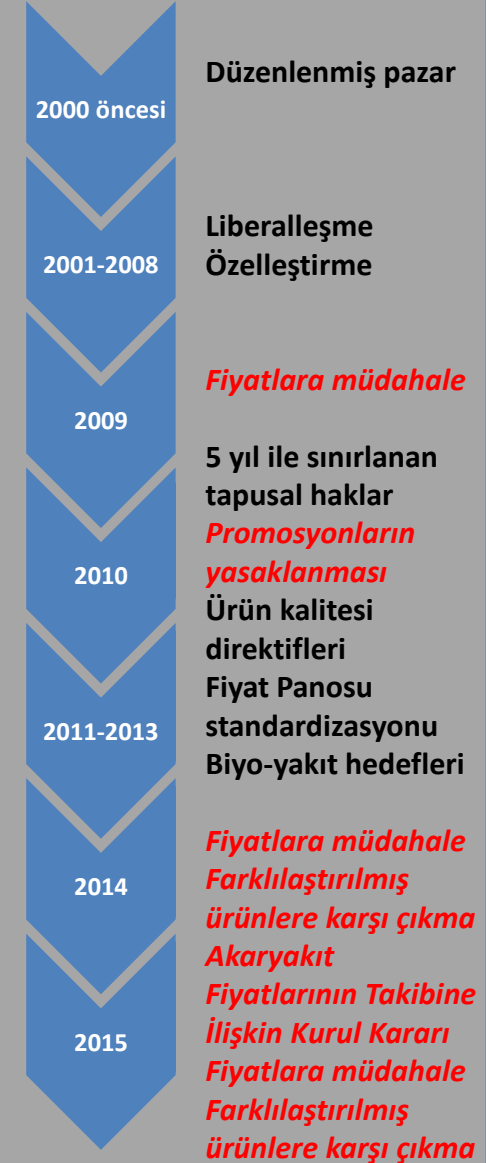 2000 öncesi
Düzenlenmiş pazar
2001-2008
Liberalleşme
Özelleştirme
2009
Fiyatlara müdahale
5 yıl ile sınırlanan
tapusal haklar
2010
Promosyonların
yasaklanması
Ürün kalitesi
direktifleri
2011-2013
Fiyat Panosu
standardizasyonu
Biyo-yakıt hedefleri
2014
Fiyatlara müdahale
Farklılaştırılmış
ürünlere karşı çıkma
2015
Akaryakıt
Fiyatlarının Takibine
İlişkin Kurul Kararı
Fiyatlara müdahale
Farklılaştırılmış
ürünlere karşı çıkma